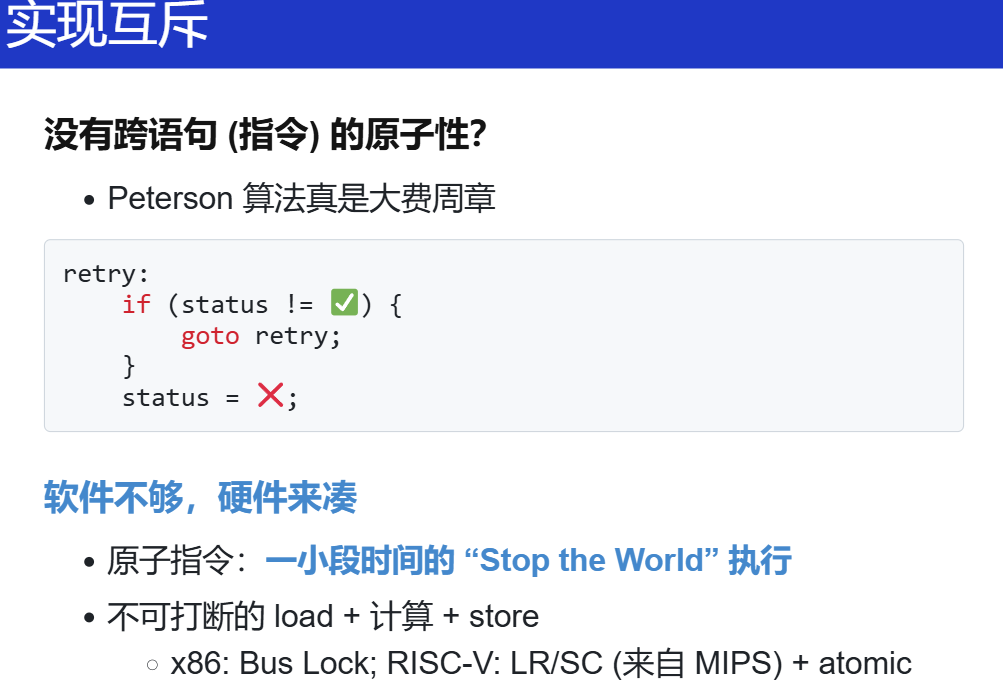 实现互斥
没有跨语句 (指令) 的原子性?
• Peterson 算法真是大费周章
retry:
    if (status != ✅) {
        goto retry;
    }
    status = ❌;
软件不够，硬件来凑
• 原子指令：一小段时间的 “Stop the World” 执行
• 不可打断的 load + 计算 + store
○ x86: Bus Lock; RISC-V: LR/SC (来自 MIPS) + atomic